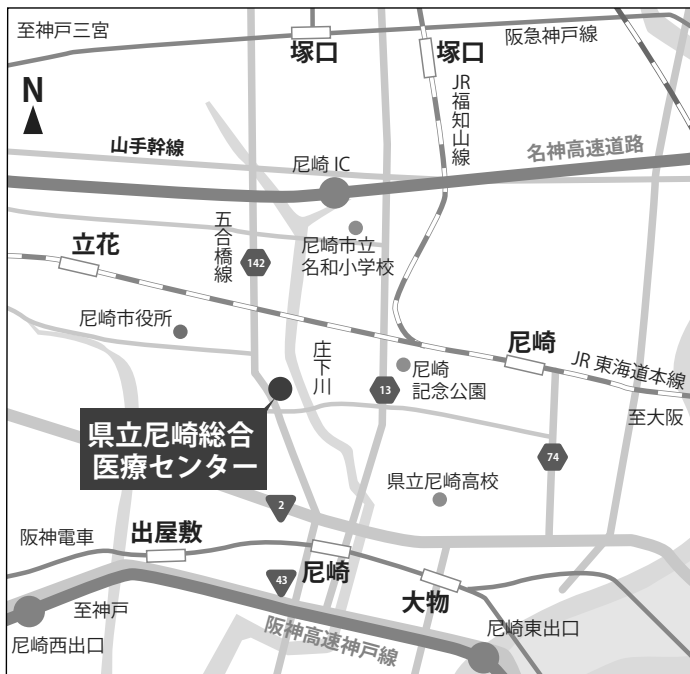 至神戸三宮
塚口
塚口
阪急神戸線
N
JR福知山線
山手幹線
尼崎 IC
名神高速道路
五合橋線
尼崎市立
名和小学校
立花
142
尼崎市役所
庄下川
尼崎
JR 東海道本線
13
尼崎
記念公園
至大阪
県立尼崎総合
医療センター
74
県立尼崎高校
2
阪神電車
出屋敷
尼崎
43
大物
至神戸
尼崎西出口
阪神高速神戸線
尼崎東出口